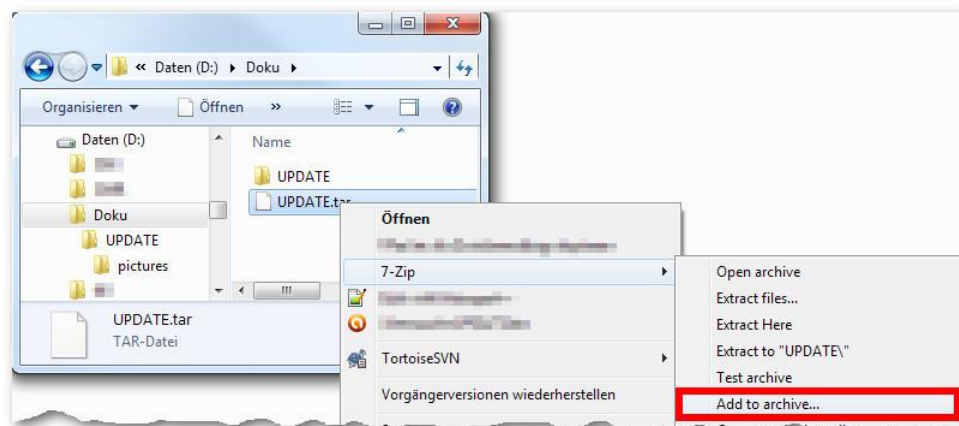 « Daten (D:) ▸ Doku ▸
Organisieren Öffnen »
Daten (D:)
Doku
UPDATE
pictures
Name
UPDATE
UPDATE.tar
UPDATE.tar
TAR-Datei
Öffnen
7-Zip
TortoiseSVN
Vorgängerversionen wiederherstellen
Open archive
Extract files...
Extract Here
Extract to "UPDATE\"
Test archive
Add to archive...